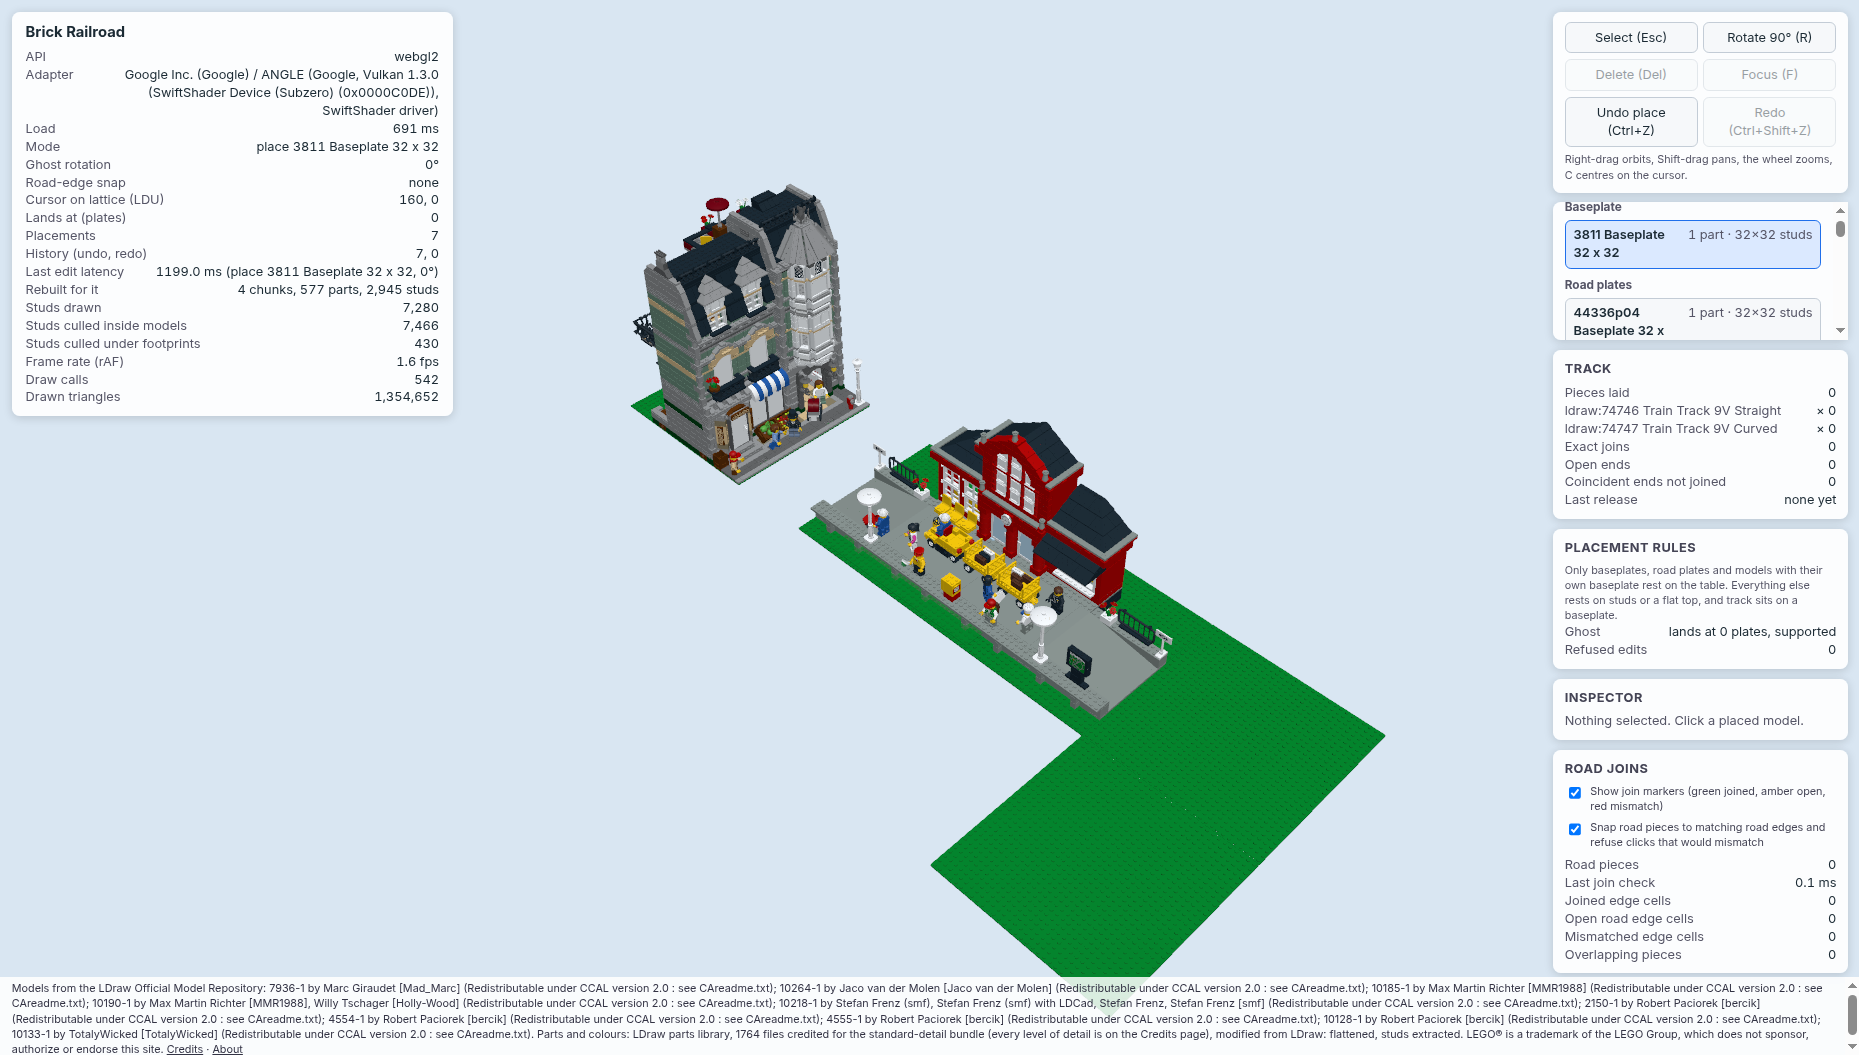 Brick Railroad
API webgl2
Adapter Google Inc. (Google) / ANGLE (Google, Vulkan 1.3.0
(SwiftShader Device (Subzero) (0x0000C0DE)),
SwiftShader driver)
Load 691 ms
Mode place 3811 Baseplate 32 x 32
Ghost rotation 0°
Road-edge snap none
Cursor on lattice (LDU) 160, 0
Lands at (plates) 0
Placements 7
History (undo, redo) 7, 0
Last edit latency 1199.0 ms (place 3811 Baseplate 32 x 32, 0°)
Rebuilt for it 4 chunks, 577 parts, 2,945 studs
Studs drawn 7,280
Studs culled inside models 7,466
Studs culled under footprints 430
Frame rate (rAF) 1.6 fps
Draw calls 542
Drawn triangles 1,354,652
Select (Esc) Rotate 90° (R)
Delete (Del) Focus (F)
Undo place (Ctrl+Z) Redo (Ctrl+Shift+Z)
Right-drag orbits, Shift-drag pans, the wheel zooms,
C centres on the cursor.
Baseplate
3811 Baseplate 1 part · 32×32 studs
32 x 32
Road plates
44336p04 1 part · 32×32 studs
Baseplate 32 x
TRACK
Pieces laid 0
ldraw:74746 Train Track 9V Straight × 0
ldraw:74747 Train Track 9V Curved × 0
Exact joins 0
Open ends 0
Coincident ends not joined 0
Last release none yet
PLACEMENT RULES
Only baseplates, road plates and models with their
own baseplate rest on the table. Everything else
rests on studs or a flat top, and track sits on a
baseplate.
Ghost lands at 0 plates, supported
Refused edits 0
INSPECTOR
Nothing selected. Click a placed model.
ROAD JOINS
Show join markers (green joined, amber open,
red mismatch)
Snap road pieces to matching road edges and
refuse clicks that would mismatch
Road pieces 0
Last join check 0.1 ms
Joined edge cells 0
Open road edge cells 0
Mismatched edge cells 0
Overlapping pieces 0
Models from the LDraw Official Model Repository: 7936-1 by Marc Giraudet [Mad_Marc] (Redistributable under CCAL version 2.0 : see CAreadme.txt); 10264-1 by Jaco van der Molen [Jaco van der Molen] (Redistributable under CCAL version 2.0 : see CAreadme.txt); 10185-1 by Max Martin Richter [MMR1988] (Redistributable under CCAL version 2.0 : see
CAreadme.txt); 10190-1 by Max Martin Richter [MMR1988], Willy Tschager [Holly-Wood] (Redistributable under CCAL version 2.0 : see CAreadme.txt); 10218-1 by Stefan Frenz (smf), Stefan Frenz (smf) with LDCad, Stefan Frenz, Stefan Frenz [smf] (Redistributable under CCAL version 2.0 : see CAreadme.txt); 2150-1 by Robert Paciorek [bercik]
(Redistributable under CCAL version 2.0 : see CAreadme.txt); 4554-1 by Robert Paciorek [bercik] (Redistributable under CCAL version 2.0 : see CAreadme.txt); 4555-1 by Robert Paciorek [bercik] (Redistributable under CCAL version 2.0 : see CAreadme.txt); 10128-1 by Robert Paciorek [bercik] (Redistributable under CCAL version 2.0 : see CAreadme.txt);
10133-1 by TotalyWicked [TotalyWicked] (Redistributable under CCAL version 2.0 : see CAreadme.txt). Parts and colours: LDraw parts library, 1764 files credited for the standard-detail bundle (every level of detail is on the Credits page), modified from LDraw: flattened, studs extracted. LEGO® is a trademark of the LEGO Group, which does not sponsor,
authorize or endorse this site. Credits · About